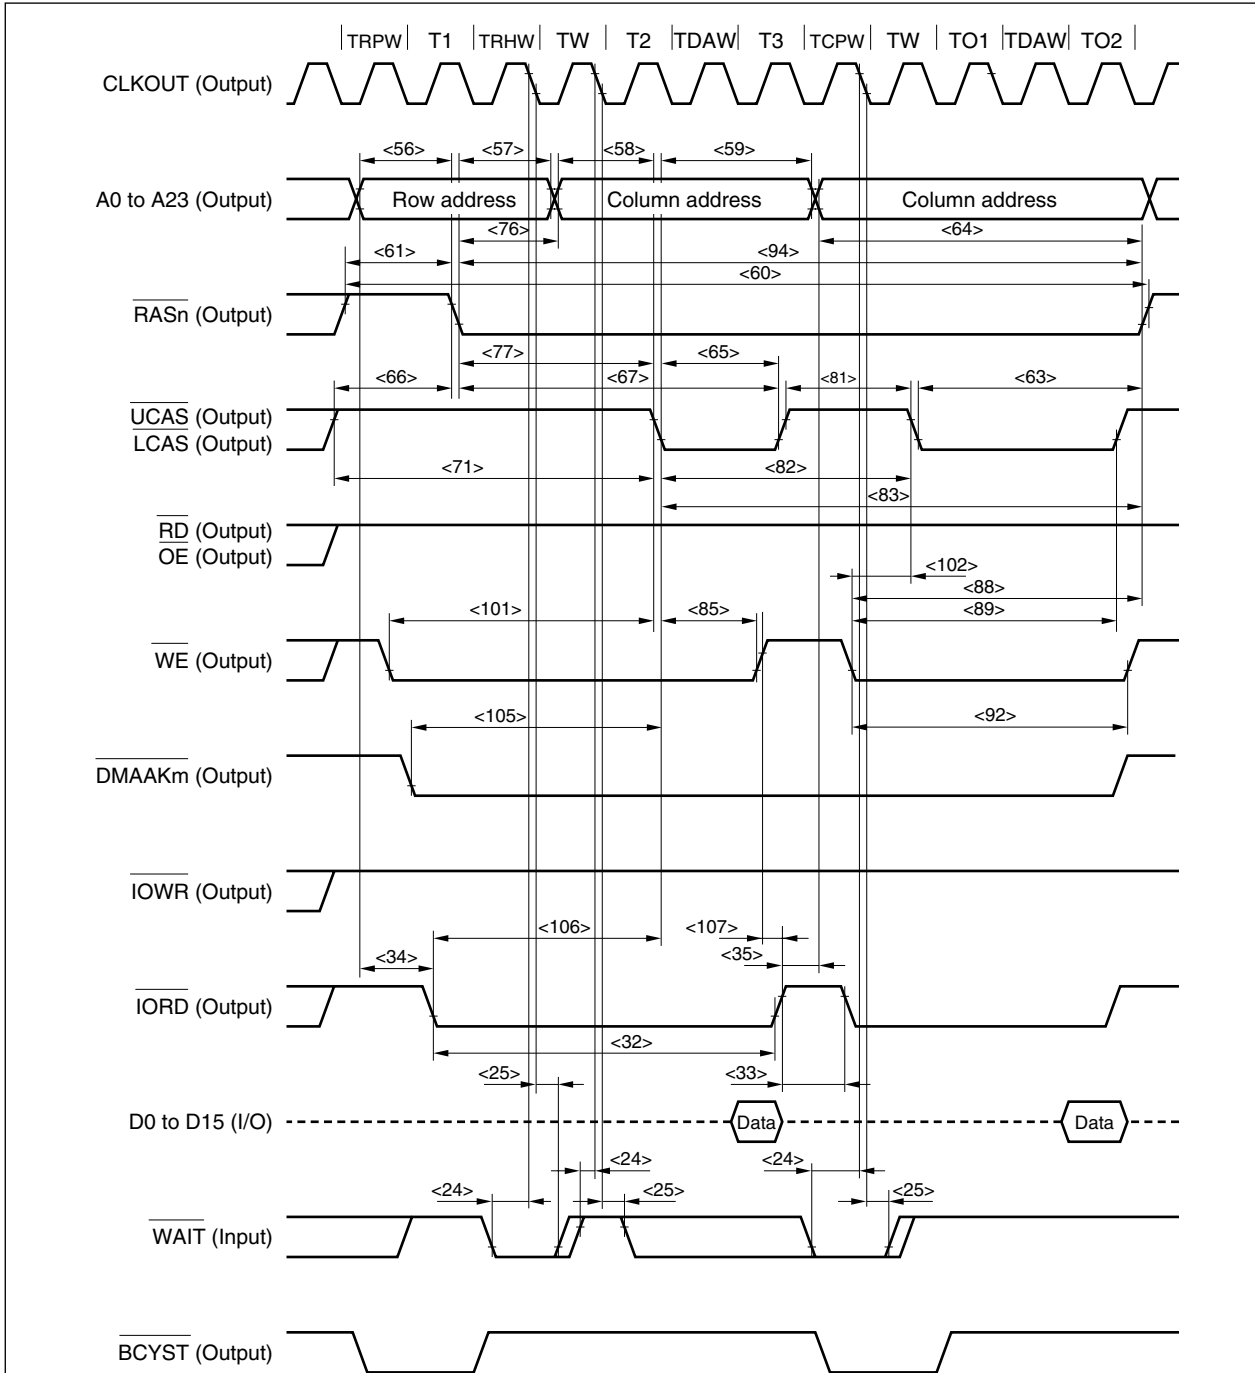 TRPW T1 TRHW TW T2 TDAW T3 TCPW TW TO1 TDAW TO2
CLKOUT (Output)
<56> <57> <58> <59>
A0 to A23 (Output) Row address Column address Column address
<76> <64>
<61> <94>
<60>
RASn (Output)
<77> <65>
<66> <67> <81> <63>
UCAS (Output)
LCAS (Output)
<71> <82>
<83>
RD (Output)
OE (Output)
<102>
<88>
<101> <85> <89>
WE (Output)
<105> <92>
DMAAKm (Output)
IOWR (Output)
<106> <107>
<34> <35>
IORD (Output)
<32>
<25> <33>
D0 to D15 (I/O) Data Data
<24> <24>
<24> <25> <25>
WAIT (Input)
BCYST (Output)